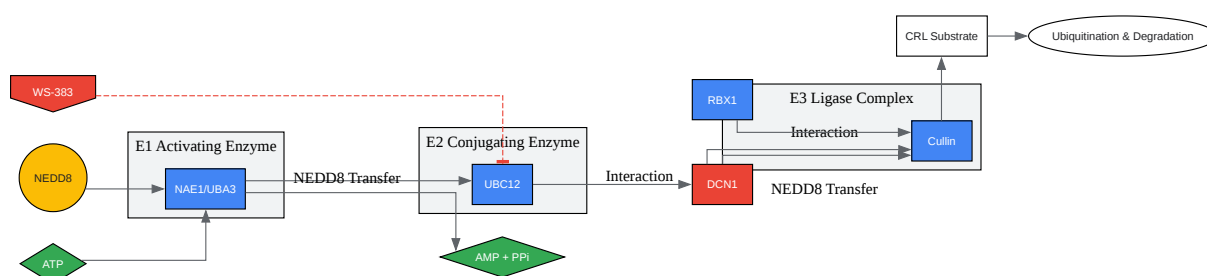 CRL Substrate
Ubiquitination & Degradation
WS-383
RBX1
E3 Ligase Complex
E1 Activating Enzyme
E2 Conjugating Enzyme
Interaction
Cullin
NEDD8
NAE1/UBA3
NEDD8 Transfer
UBC12
Interaction
DCN1
NEDD8 Transfer
ATP
AMP + PPi